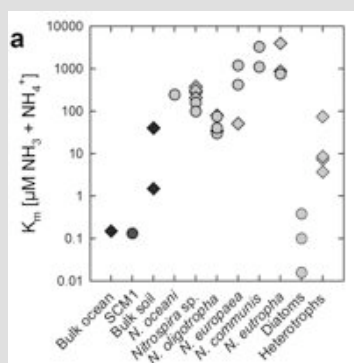 a
K_m [µM NH₃ + NH₄⁺]
10000
1000
100
10
1
0.1
0.01
Bulk ocean
SCM1
Bulk soil
N. oceani
Nitrospira sp.
N. oligotropha
N. europaea
N. communis
N. eutropha
Diatoms
Heterotrophs